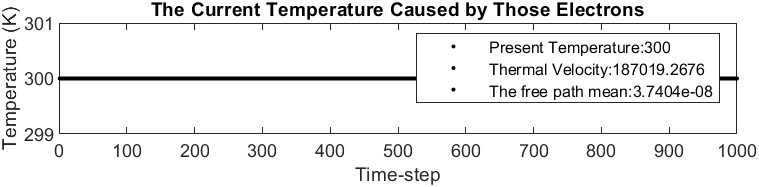 The Current Temperature Caused by Those Electrons
Temperature (K)
301
300
299
Present Temperature:300
Thermal Velocity:187019.2676
The free path mean:3.7404e-08
0 100 200 300 400 500 600 700 800 900 1000
Time-step